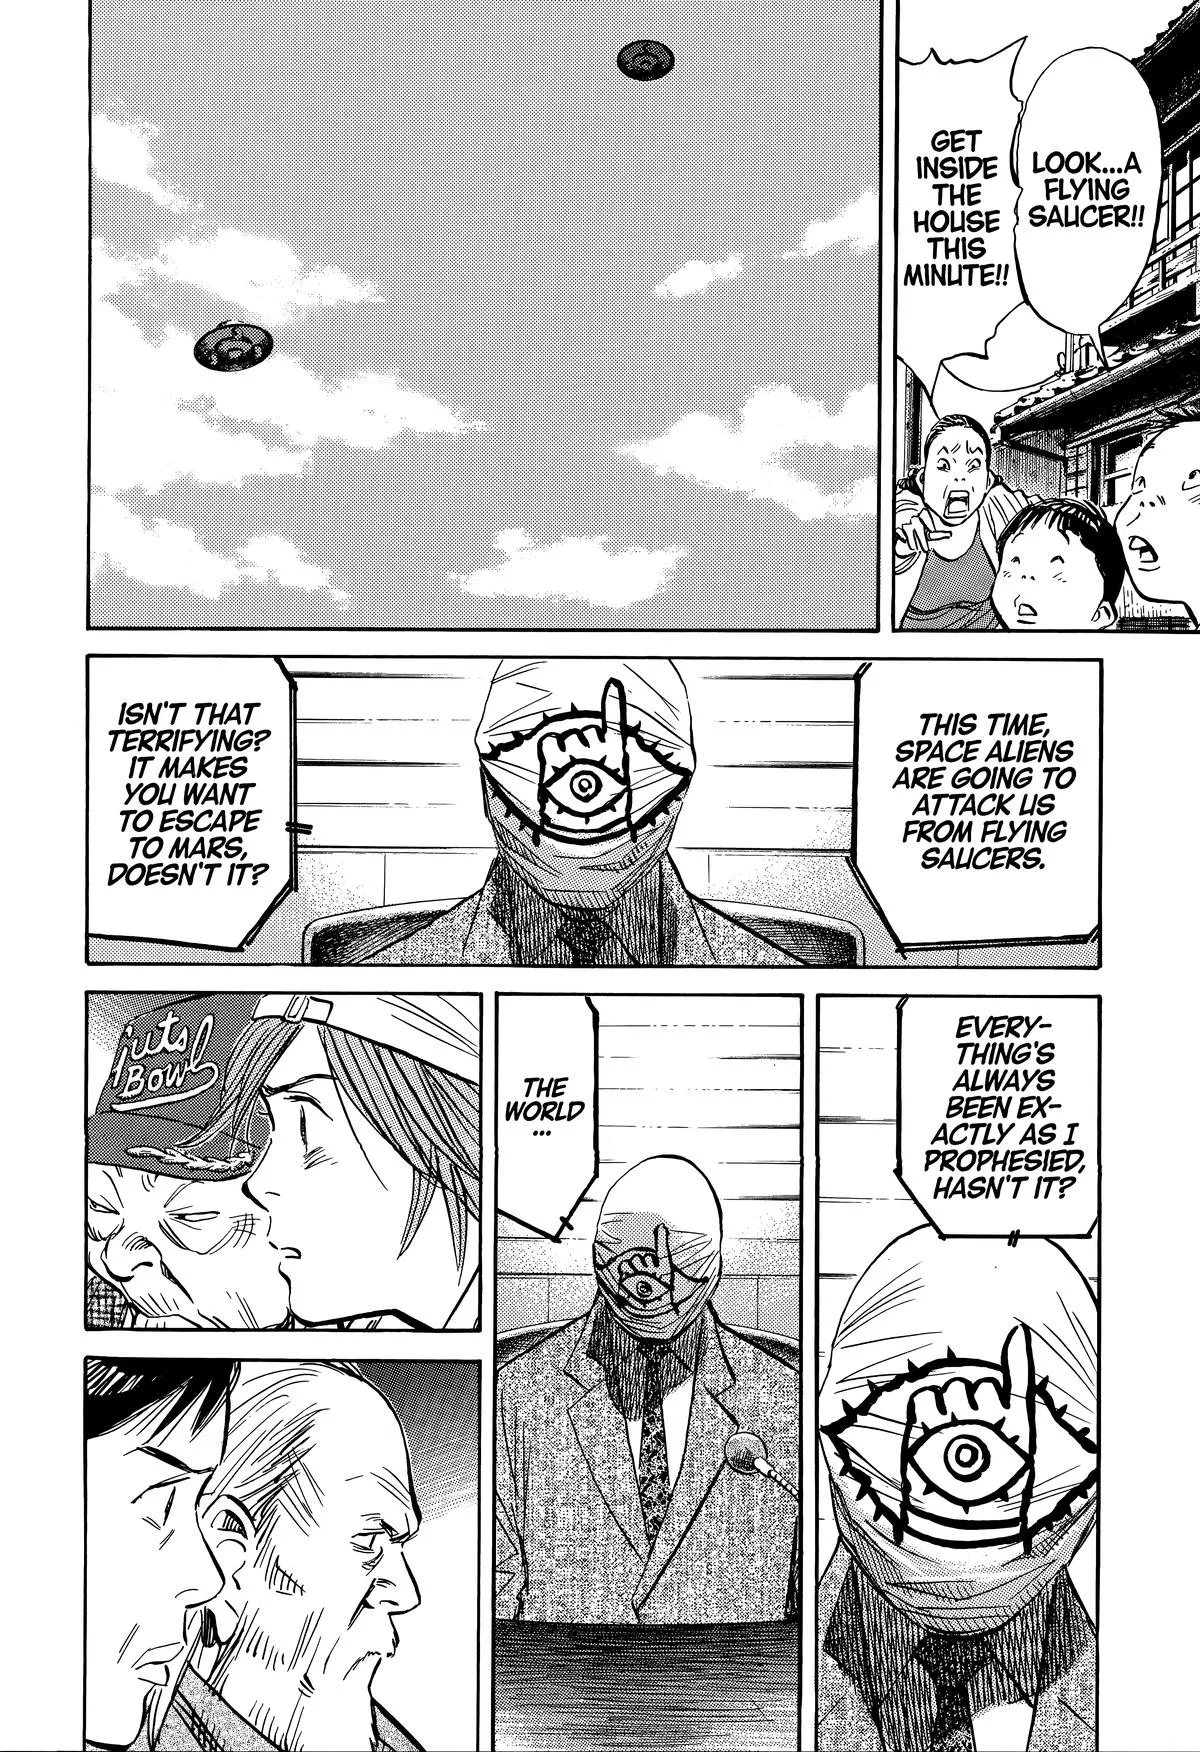 LOOK...A
FLYING
SAUCER!!
GET
INSIDE
THE
HOUSE
THIS
MINUTE!!
THIS TIME,
SPACE ALIENS
ARE GOING TO
ATTACK US
FROM FLYING
SAUCERS.
ISN'T THAT
TERRIFYING?
IT MAKES
YOU WANT
TO ESCAPE
TO MARS,
DOESN'T IT?
EVERY-
THING'S
ALWAYS
BEEN EX-
ACTLY AS I
PROPHESIED,
HASN'T IT?
THE
WORLD
...
juts
Bowl